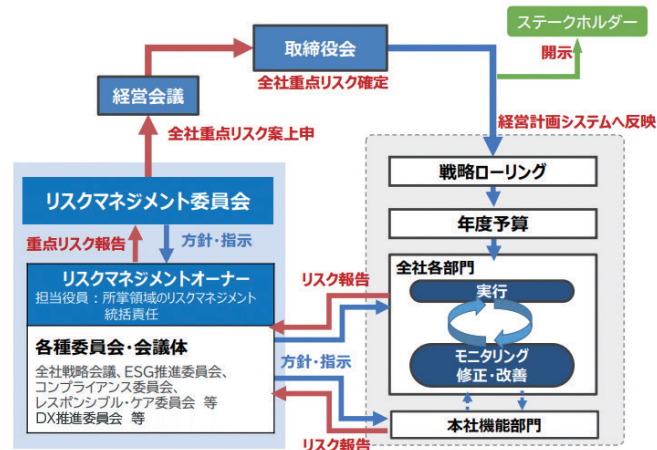 ステークホルダー
取締役会
開示
全社重点リスク確定
経営会議
経営計画システムへ反映
全社重点リスク案上申
戦略ローリング
リスクマネジメント委員会
年度予算
重点リスク報告
方針・指示
全社各部門
リスクマネジメントオーナー
担当役員：所掌領域のリスクマネジメント
統括責任
リスク報告
実行
各種委員会・会議体
全社戦略会議、ESG推進委員会、
コンプライアンス委員会、
レスポンシブル・ケア委員会 等
DX推進委員会 等
方針・指示
モニタリング
修正・改善
本社機能部門
リスク報告